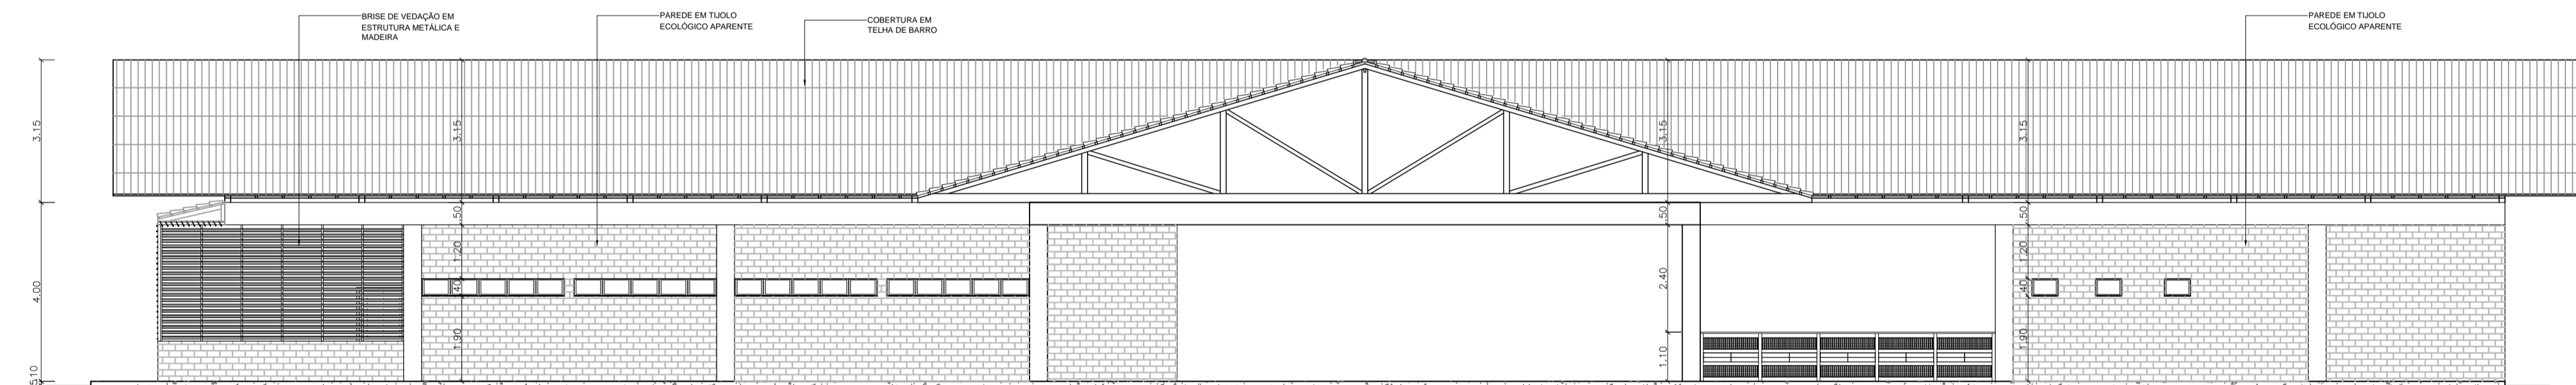 BRISE DE VEDAÇÃO EM
ESTRUTURA METÁLICA E
MADEIRA
PAREDE EM TIJOLO
ECOLÓGICO APARENTE
COBERTURA EM
TELHA DE BARRO
PAREDE EM TIJOLO
ECOLÓGICO APARENTE
3.15
4.00
3.15
.50
1.20
.40
1.90
3.15
.50
2.40
1.10
3.15
.50
1.20
.40
1.90